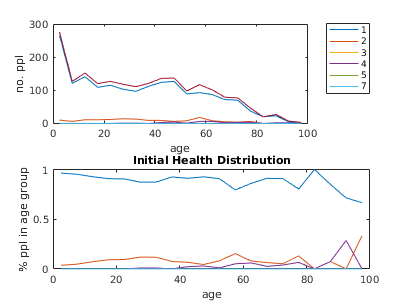 300
200
100
0
no. ppl
0 20 40 60 80 100
age
1
2
3
4
5
7
Initial Health Distribution
1
0.5
0
% ppl in age group
0 20 40 60 80 100
age